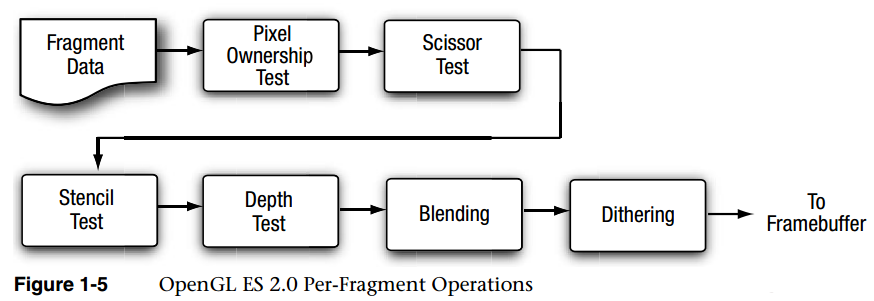 Fragment
Data
Pixel
Ownership
Test
Scissor
Test
Stencil
Test
Depth
Test
Blending
Dithering
To
Framebuffer
Figure 1-5 OpenGL ES 2.0 Per-Fragment Operations